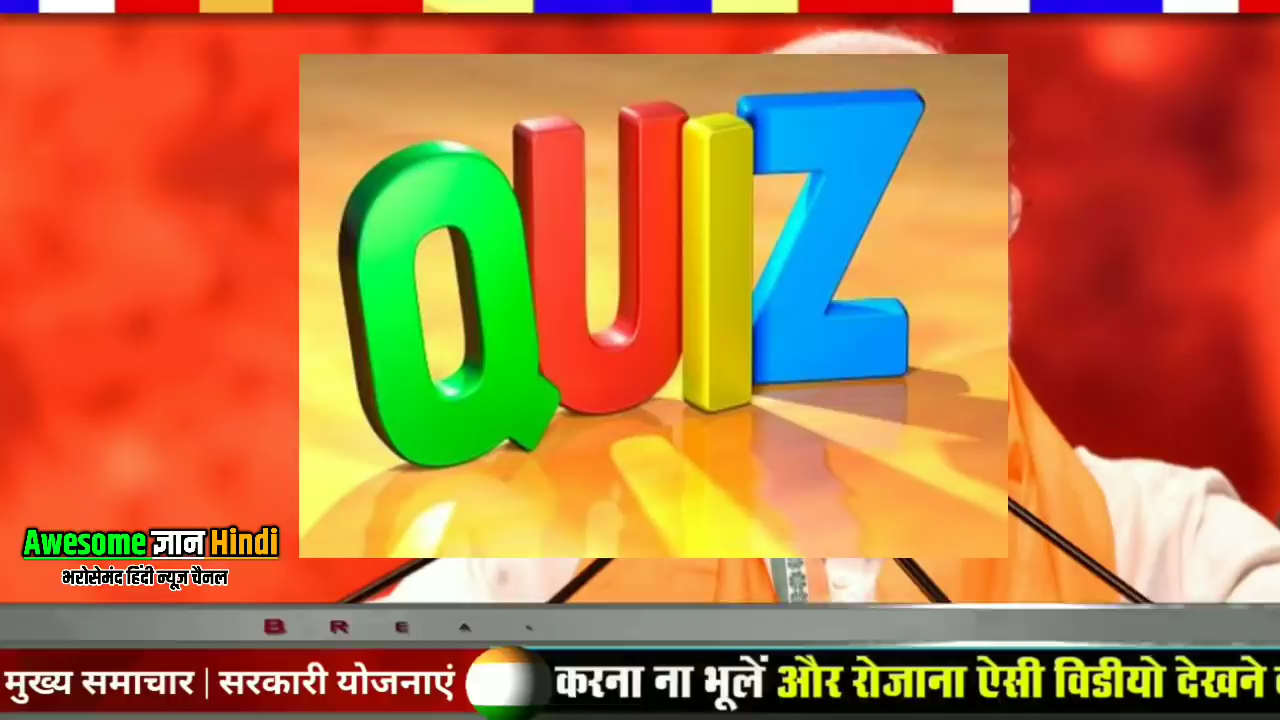 QUIZ
Awesome ज्ञान Hindi
भरोसेमंद हिंदी न्यूज़ चैनल
B R E A
मुख्य समाचार | सरकारी योजनाएं
करना ना भूलें और रोजाना ऐसी विडीयो देखने